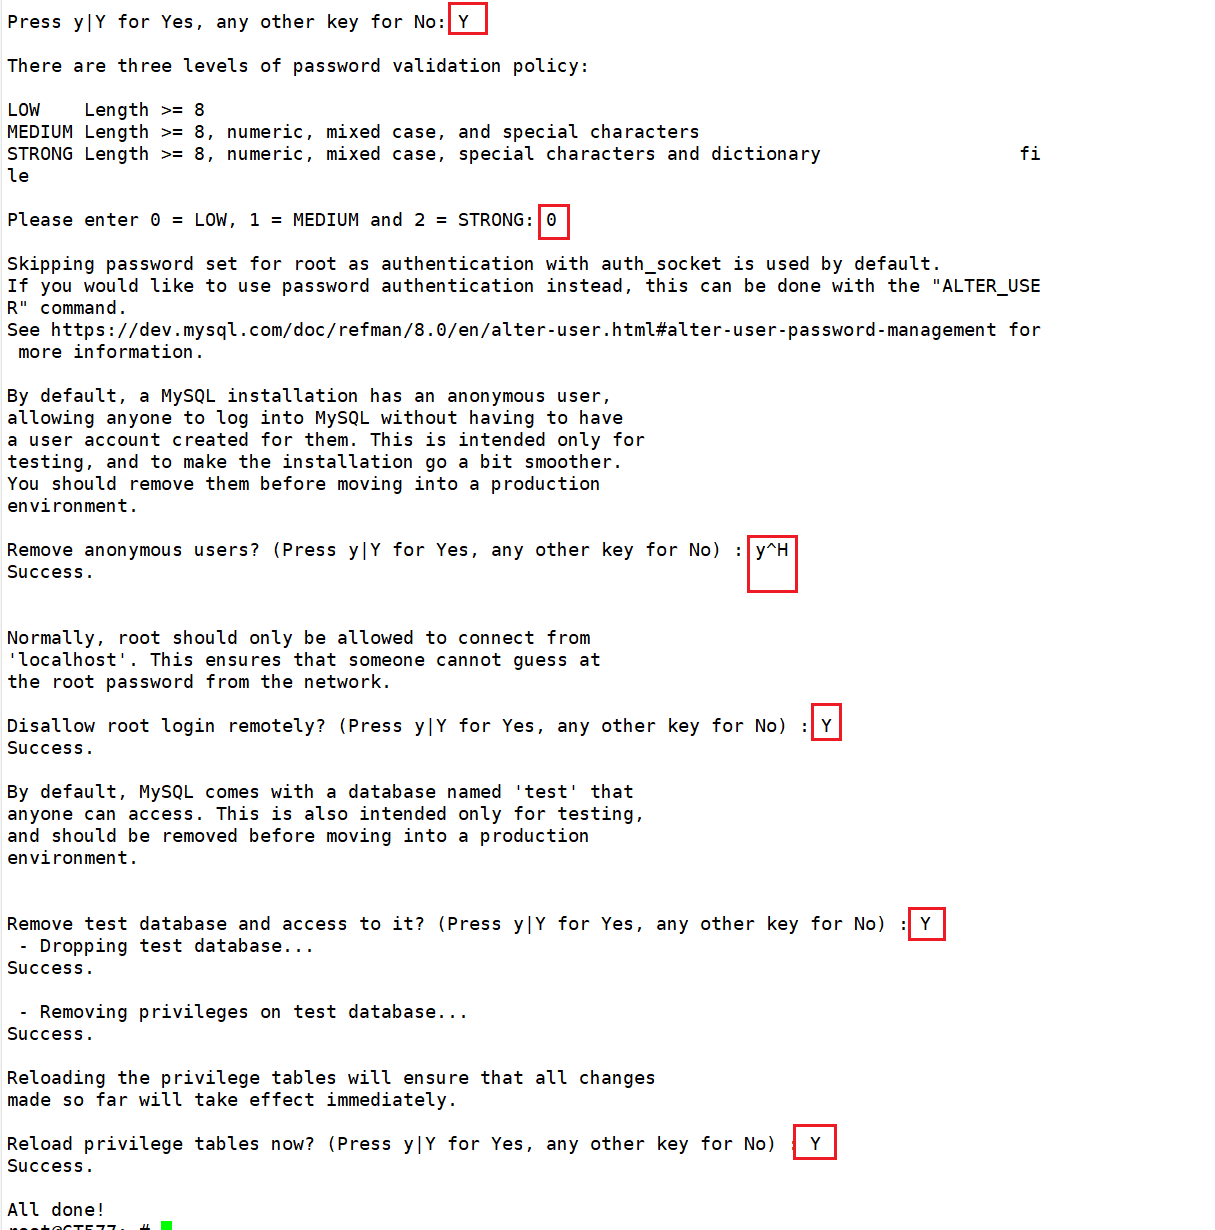 Press y|Y for Yes, any other key for No: Y
There are three levels of password validation policy:
LOW    Length >= 8
MEDIUM Length >= 8, numeric, mixed case, and special characters
STRONG Length >= 8, numeric, mixed case, special characters and dictionary                  fi
le
Please enter 0 = LOW, 1 = MEDIUM and 2 = STRONG: 0
Skipping password set for root as authentication with auth_socket is used by default.
If you would like to use password authentication instead, this can be done with the "ALTER_USE
R" command.
See https://dev.mysql.com/doc/refman/8.0/en/alter-user.html#alter-user-password-management for
 more information.
By default, a MySQL installation has an anonymous user,
allowing anyone to log into MySQL without having to have
a user account created for them. This is intended only for
testing, and to make the installation go a bit smoother.
You should remove them before moving into a production
environment.
Remove anonymous users? (Press y|Y for Yes, any other key for No) : y^H
Success.
Normally, root should only be allowed to connect from
'localhost'. This ensures that someone cannot guess at
the root password from the network.
Disallow root login remotely? (Press y|Y for Yes, any other key for No) : Y
Success.
By default, MySQL comes with a database named 'test' that
anyone can access. This is also intended only for testing,
and should be removed before moving into a production
environment.
Remove test database and access to it? (Press y|Y for Yes, any other key for No) : Y
 - Dropping test database...
Success.
 - Removing privileges on test database...
Success.
Reloading the privilege tables will ensure that all changes
made so far will take effect immediately.
Reload privilege tables now? (Press y|Y for Yes, any other key for No) : Y
Success.
All done!